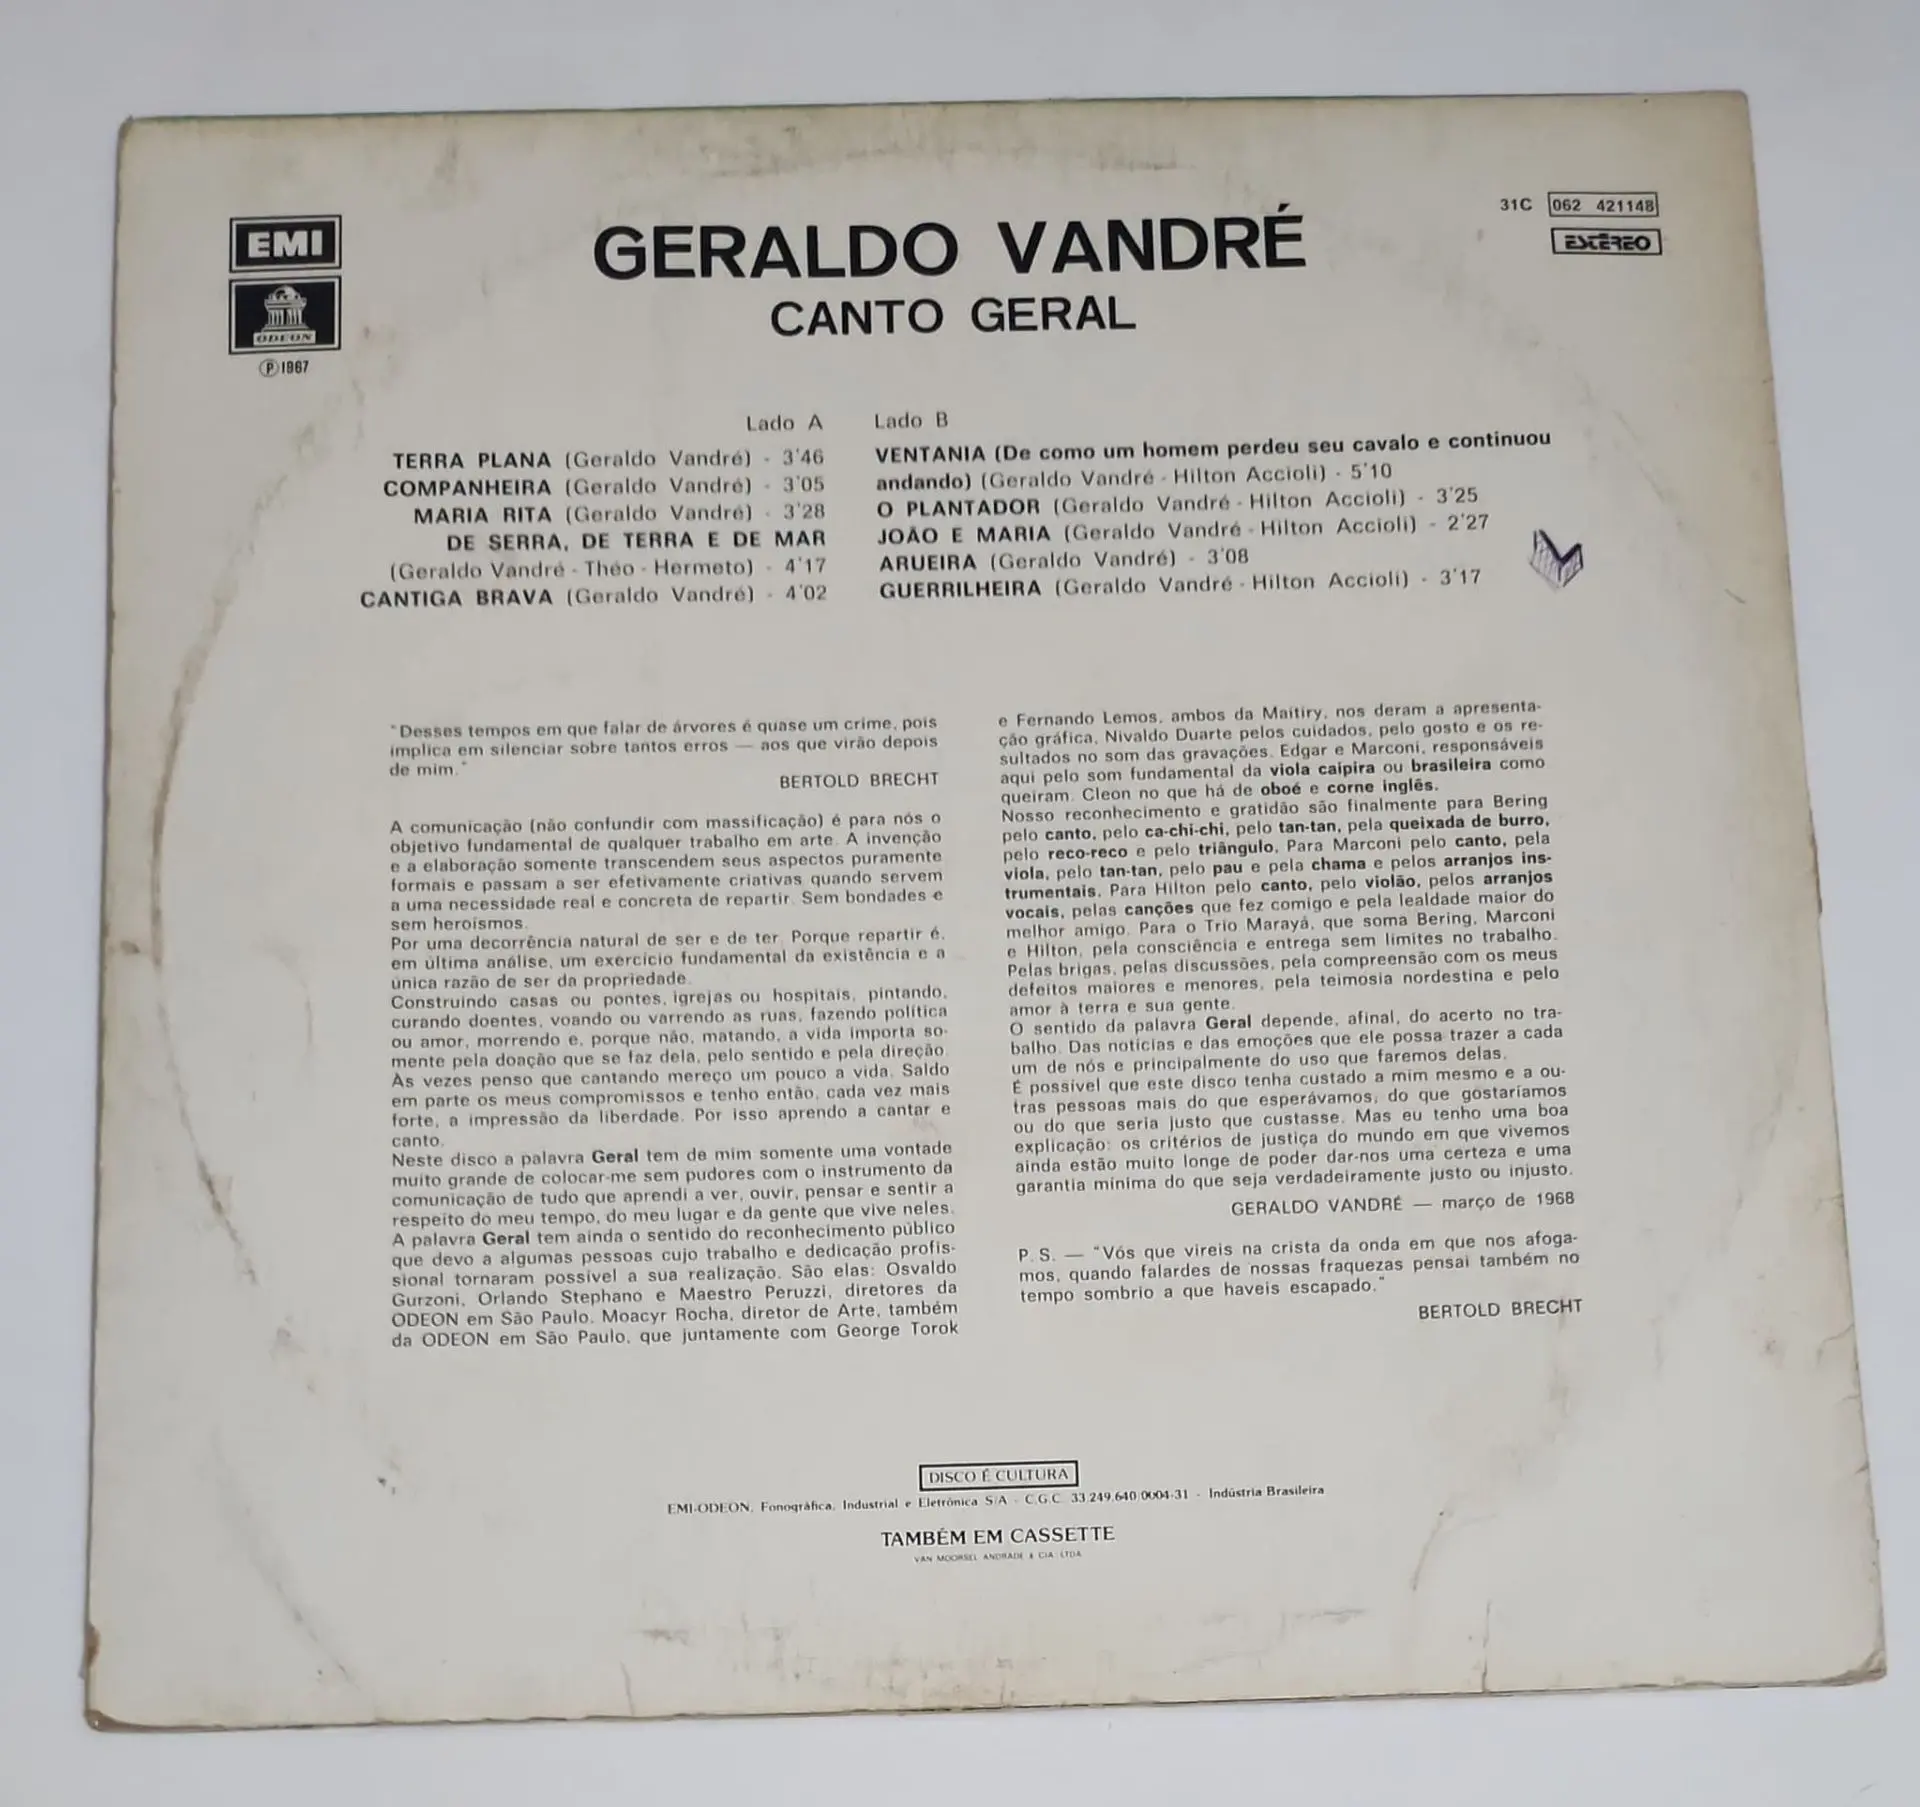 EMI
ODEON
Ⓟ1967
GERALDO VANDRÉ
CANTO GERAL
31C 062 421148
ESTÉREO
Lado A
TERRA PLANA (Geraldo Vandré) - 3'46
COMPANHEIRA (Geraldo Vandré) - 3'05
MARIA RITA (Geraldo Vandré) - 3'28
DE SERRA, DE TERRA E DE MAR
(Geraldo Vandré - Théo - Hermeto) - 4'17
CANTIGA BRAVA (Geraldo Vandré) - 4'02
Lado B
VENTANIA (De como um homem perdeu seu cavalo e continuou
andando) (Geraldo Vandré - Hilton Accioli) - 5'10
O PLANTADOR (Geraldo Vandré - Hilton Accioli) - 3'25
JOÃO E MARIA (Geraldo Vandré - Hilton Accioli) - 2'27
ARUEIRA (Geraldo Vandré) - 3'08
GUERRILHEIRA (Geraldo Vandré - Hilton Accioli) - 3'17
"Desses tempos em que falar de árvores é quase um crime, pois
implica em silenciar sobre tantos erros — aos que virão depois
de mim."
BERTOLD BRECHT
A comunicação (não confundir com massificação) é para nós o
objetivo fundamental de qualquer trabalho em arte. A invenção
e a elaboração somente transcendem seus aspectos puramente
formais e passam a ser efetivamente criativas quando servem
a uma necessidade real e concreta de repartir. Sem bondades e
sem heroísmos.
Por uma decorrência natural de ser e de ter. Porque repartir é,
em última análise, um exercício fundamental da existência e a
única razão de ser da propriedade.
Construindo casas ou pontes, igrejas ou hospitais, pintando,
curando doentes, voando ou varrendo as ruas, fazendo política
ou amor, morrendo e, porque não, matando, a vida importa so-
mente pela doação que se faz dela, pelo sentido e pela direção.
Às vezes penso que cantando mereço um pouco a vida. Saldo
em parte os meus compromissos e tenho então, cada vez mais
forte, a impressão da liberdade. Por isso aprendo a cantar e
canto.
Neste disco a palavra Geral tem de mim somente uma vontade
muito grande de colocar-me sem pudores com o instrumento da
comunicação de tudo que aprendi a ver, ouvir, pensar e sentir a
respeito do meu tempo, do meu lugar e da gente que vive neles.
A palavra Geral tem ainda o sentido do reconhecimento público
que devo a algumas pessoas cujo trabalho e dedicação profis-
sional tornaram possível a sua realização. São elas: Osvaldo
Gurzoni, Orlando Stephano e Maestro Peruzzi, diretores da
ODEON em São Paulo. Moacyr Rocha, diretor de Arte, também
da ODEON em São Paulo, que juntamente com George Torok
e Fernando Lemos, ambos da Maitiry, nos deram a apresenta-
ção gráfica, Nivaldo Duarte pelos cuidados, pelo gosto e os re-
sultados no som das gravações. Edgar e Marconi, responsáveis
aqui pelo som fundamental da viola caipira ou brasileira como
queiram. Cleon no que há de oboé e corne inglês.
Nosso reconhecimento e gratidão são finalmente para Bering
pelo canto, pelo ca-chi-chi, pelo tan-tan, pela queixada de burro,
pelo reco-reco e pelo triângulo. Para Marconi pelo canto, pela
viola, pelo tan-tan, pelo pau e pela chama e pelos arranjos ins-
trumentais. Para Hilton pelo canto, pelo violão, pelos arranjos
vocais, pelas canções que fez comigo e pela lealdade maior do
melhor amigo. Para o Trio Marayá, que soma Bering, Marconi
e Hilton, pela consciência e entrega sem limites no trabalho.
Pelas brigas, pelas discussões, pela compreensão com os meus
defeitos maiores e menores, pela teimosia nordestina e pelo
amor à terra e sua gente.
O sentido da palavra Geral depende, afinal, do acerto no tra-
balho. Das notícias e das emoções que ele possa trazer a cada
um de nós e principalmente do uso que faremos delas.
É possível que este disco tenha custado a mim mesmo e a ou-
tras pessoas mais do que esperávamos, do que gostaríamos
ou do que seria justo que custasse. Mas eu tenho uma boa
explicação: os critérios de justiça do mundo em que vivemos
ainda estão muito longe de poder dar-nos uma certeza e uma
garantia mínima do que seja verdadeiramente justo ou injusto.
GERALDO VANDRÉ — março de 1968
P. S. — "Vós que vireis na crista da onda em que nos afoga-
mos, quando falardes de nossas fraquezas pensai também no
tempo sombrio a que haveis escapado."
BERTOLD BRECHT
DISCO É CULTURA
EMI-ODEON, Fonográfica, Industrial e Eletrônica S/A - C.G.C. 33.249.640/0004-31 - Indústria Brasileira
TAMBÉM EM CASSETTE
VAN MOORSEL ANDRADE & CIA. LTDA.